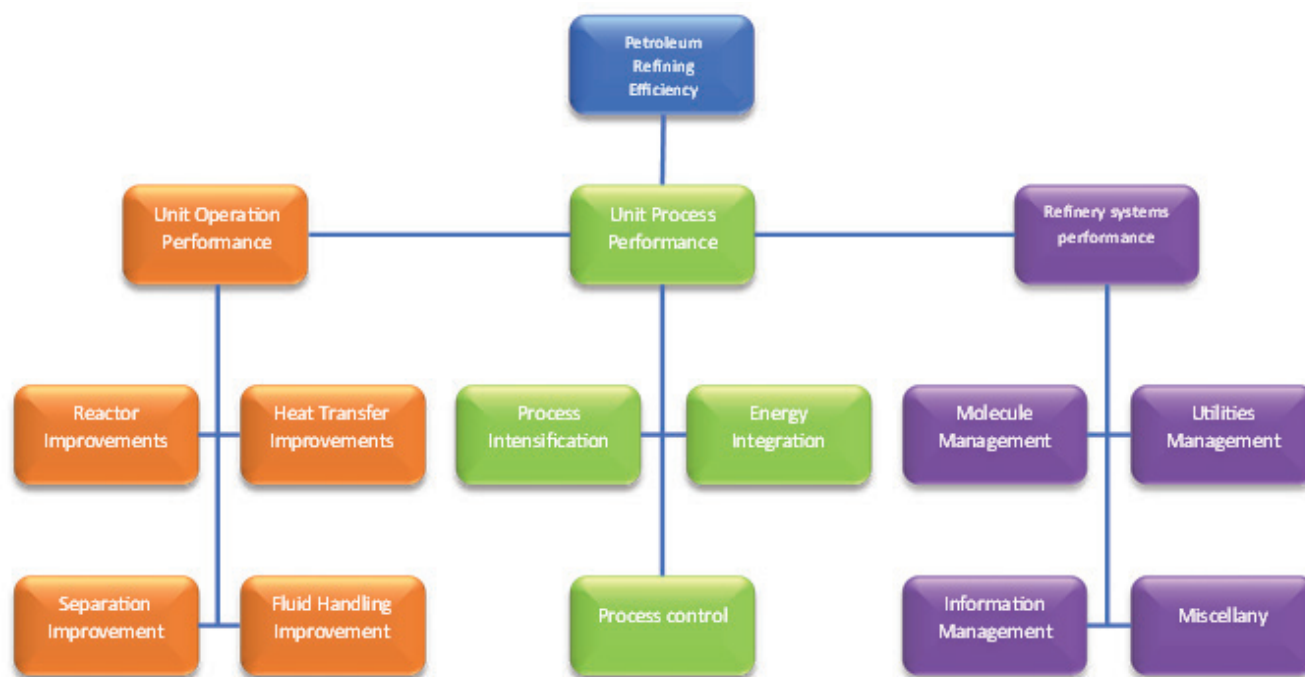 Petroleum
Refining
Efficiency
Unit Operation
Performance
Unit Process
Performance
Refinery systems
performance
Reactor
Improvements
Heat Transfer
Improvements
Process
Intensification
Energy
Integration
Molecule
Management
Utilities
Management
Separation
Improvement
Fluid Handling
Improvement
Process control
Information
Management
Miscellany